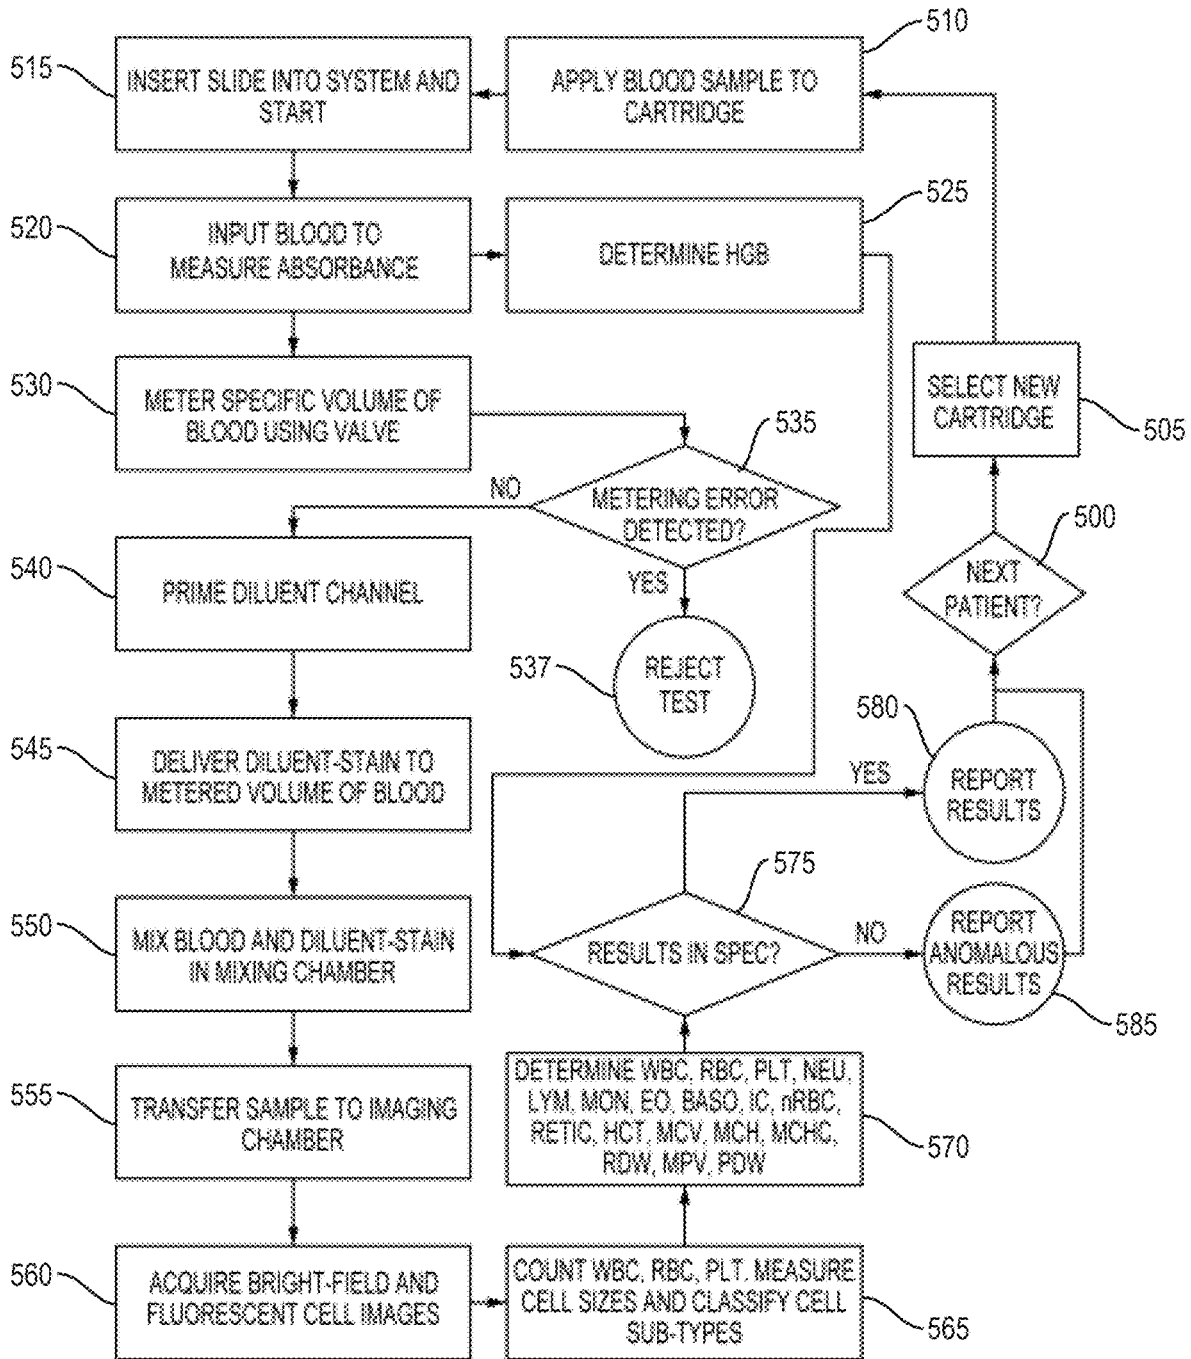 510
515
INSERT SLIDE INTO SYSTEM AND
START
APPLY BLOOD SAMPLE TO
CARTRIDGE
525
520
INPUT BLOOD TO
MEASURE ABSORBANCE
DETERMINE HGB
530
METER SPECIFIC VOLUME OF
BLOOD USING VALVE
SELECT NEW
CARTRIDGE
505
535
NO
METERING ERROR
DETECTED?
YES
500
NEXT
PATIENT?
540
PRIME DILUENT CHANNEL
537
REJECT
TEST
545
DELIVER DILUENT-STAIN TO
METERED VOLUME OF BLOOD
580
YES
REPORT
RESULTS
575
550
MIX BLOOD AND DILUENT-STAIN
IN MIXING CHAMBER
RESULTS IN SPEC?
NO
REPORT
ANOMALOUS
RESULTS
585
555
TRANSFER SAMPLE TO IMAGING
CHAMBER
DETERMINE WBC, RBC, PLT, NEU,
LYM, MON, EO, BASO, IC, nRBC,
RETIC, HCT, MCV, MCH, MCHC,
RDW, MPV, PDW
570
560
ACQUIRE BRIGHT-FIELD AND
FLUORESCENT CELL IMAGES
COUNT WBC, RBC, PLT. MEASURE
CELL SIZES AND CLASSIFY CELL
SUB-TYPES
565